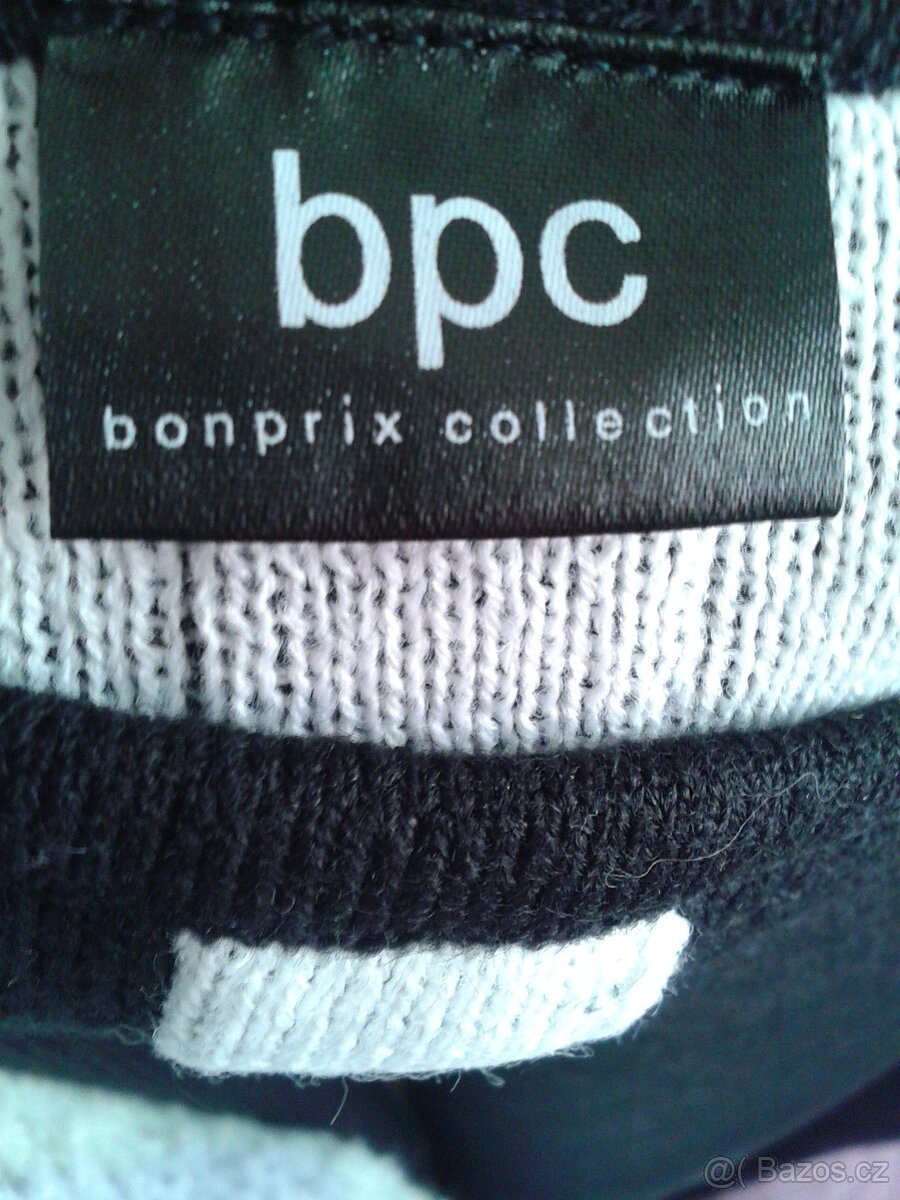 bpc
bonprix collection
@( Bazos.cz